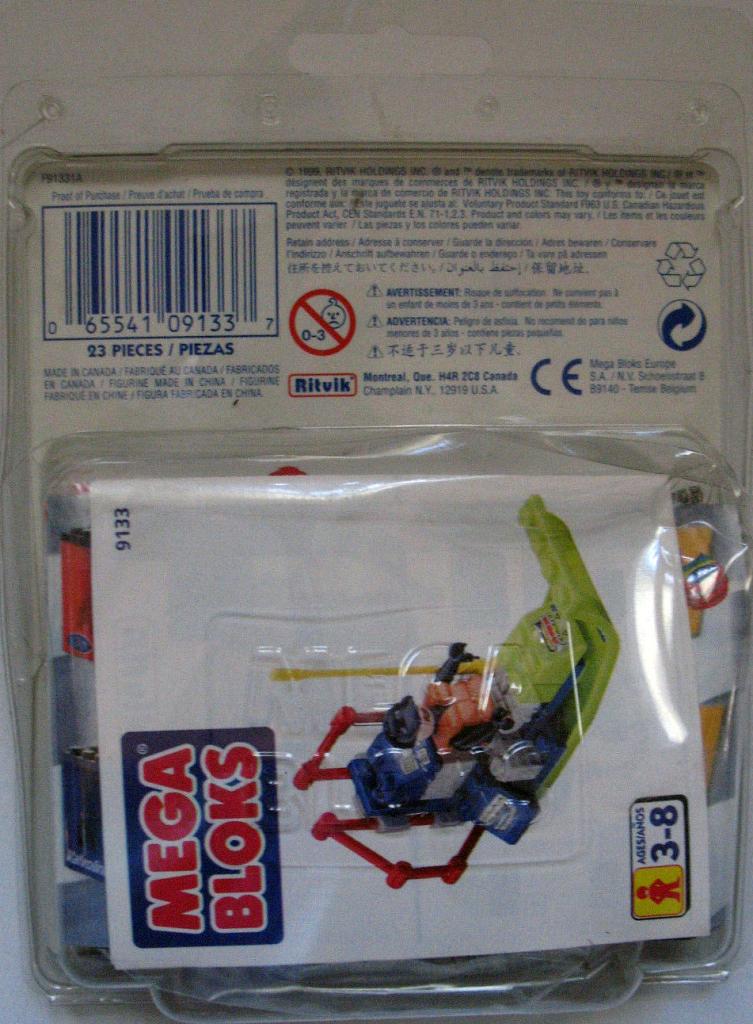 F91331A
Proof of Purchase / Preuve d'achat / Prueba de compra
0 65541 09133 7
23 PIECES / PIEZAS
MADE IN CANADA / FABRIQUÉ AU CANADA / FABRICADOS
EN CANADA / FIGURINE MADE IN CHINA / FIGURINE
FABRIQUÉ EN CHINE / FIGURA FABRICADA EN CHINA.
© 1999, RITVIK HOLDINGS INC. ® and ™ denote trademarks of RITVIK HOLDINGS INC./ ® et ™
désignent des marques de commerces de RITVIK HOLDINGS INC. / ® y ™ designan la marca
registrada y la marca de comercio de RITVIK HOLDINGS INC. This toy conforms to: / Ce jouet est
conforme aux: Este juguete se ajusta al: Voluntary Product Standard F963 U.S. Canadian Hazardous
Product Act, CEN Standards E.N. 71-1,2,3. Product and colors may vary. / Les items et les couleurs
peuvent varier. / Las piezas y los colores pueden variar.
Retain address / Adresse à conserver / Guarde la dirección / Adres bewaren / Conservare
l'indirizzo / Anschrift aufbewahren / Guarde o endereço / Ta vare på adressen
住所を控えておいてください。/ إحتفظ بالعنوان / 保留地址.
0-3
AVERTISSEMENT: Risque de suffocation. Ne convient pas à
un enfant de moins de 3 ans - contient de petits éléments.
ADVERTENCIA: Peligro de asfixia. No recomendo para niños
menores de 3 años - contiene piezas pequeñas.
不适于三岁以下儿童.
Ritvik®
Montreal, Que. H4R 2C8 Canada
Champlain N.Y., 12919 U.S.A.
CE
Mega Bloks Europe
S.A. / N.V. Schoenstraat 8
B9140 - Temse Belgium
9133
MEGA
BLOKS
®
AGES/AÑOS
3-8